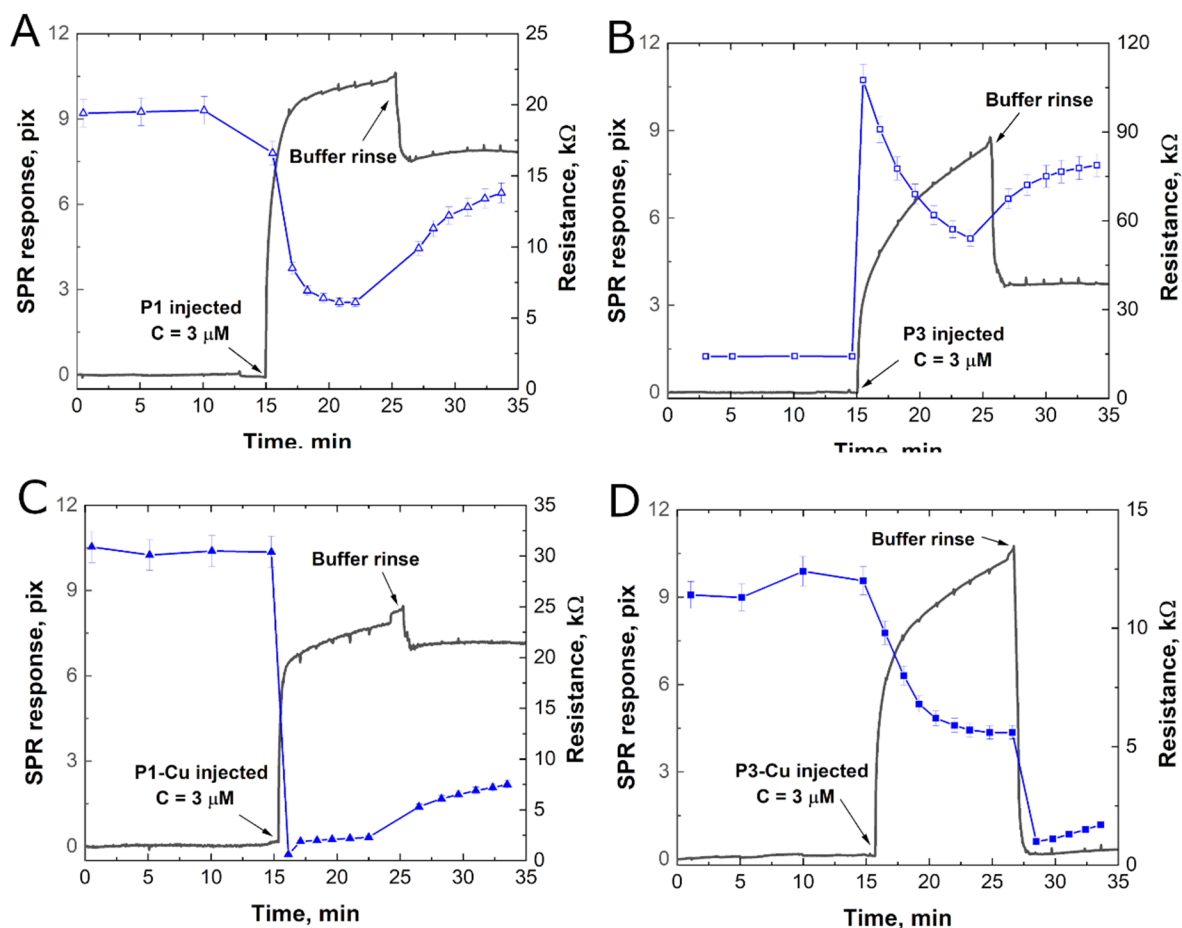 A
12
9
6
3
0
SPR response, pix
25
20
15
10
5
0
Resistance, kΩ
Buffer rinse
P1 injected
C = 3 μM
0 5 10 15 20 25 30 35
Time, min
B
12
9
6
3
0
SPR response, pix
120
90
60
30
0
Resistance, kΩ
Buffer rinse
P3 injected
C = 3 μM
0 5 10 15 20 25 30 35
Time, min
C
12
9
6
3
0
SPR response, pix
35
30
25
20
15
10
5
0
Resistance, kΩ
Buffer rinse
P1-Cu injected
C = 3 μM
0 5 10 15 20 25 30 35
Time, min
D
12
9
6
3
0
SPR response, pix
15
10
5
0
Resistance, kΩ
Buffer rinse
P3-Cu injected
C = 3 μM
0 5 10 15 20 25 30 35
Time, min